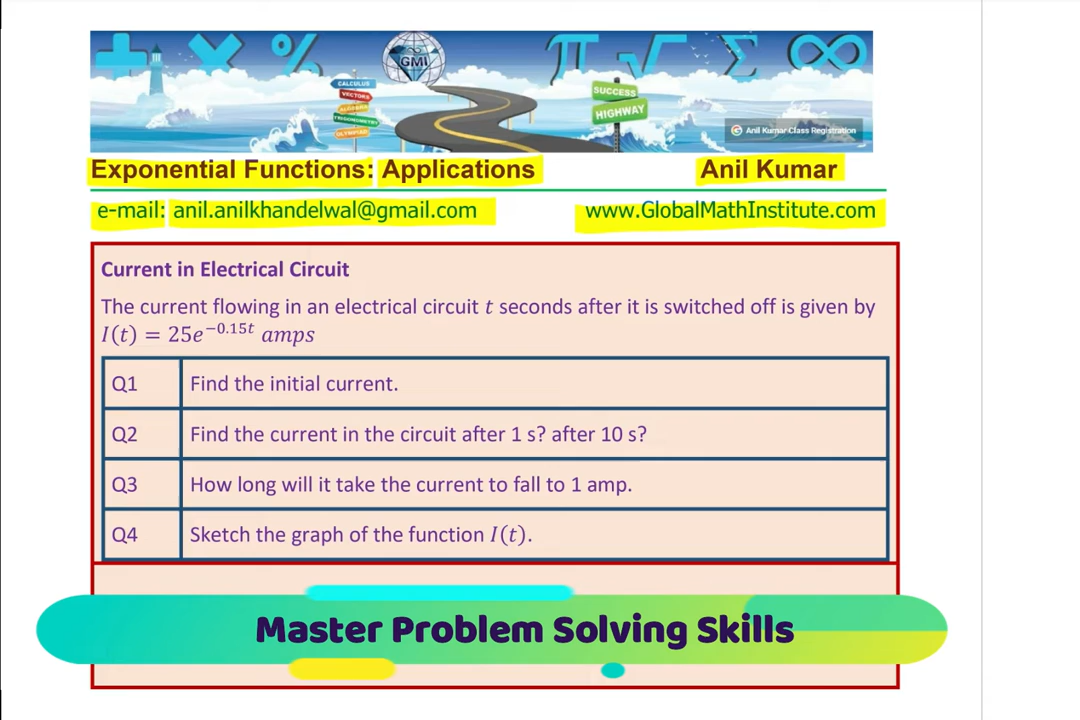 GMI
CALCULUS
VECTORS
ALGEBRA
TRIGONOMETRY
OLYMPIAD
SUCCESS
HIGHWAY
Anil Kumar Class Registration
Exponential Functions: Applications Anil Kumar
e-mail: anil.anilkhandelwal@gmail.com www.GlobalMathInstitute.com
Current in Electrical Circuit
The current flowing in an electrical circuit t seconds after it is switched off is given by
I(t) = 25e^{-0.15t} amps
Q1 Find the initial current.
Q2 Find the current in the circuit after 1 s? after 10 s?
Q3 How long will it take the current to fall to 1 amp.
Q4 Sketch the graph of the function I(t).
Master Problem Solving Skills